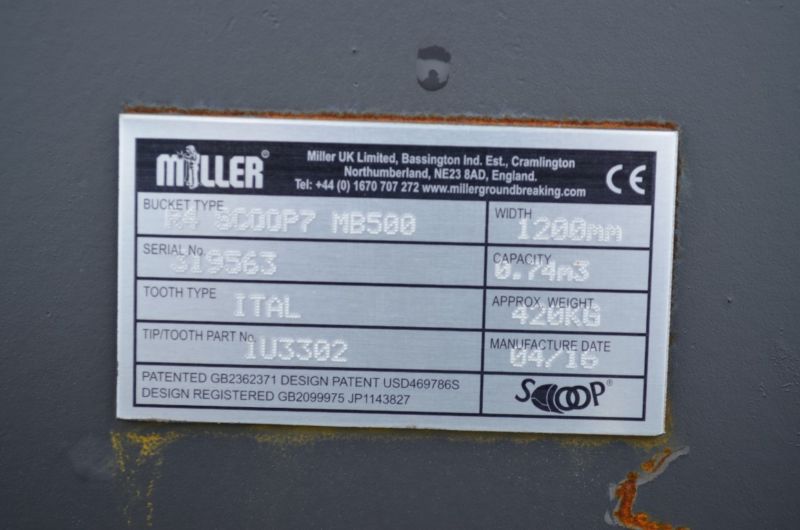 MILLER©
Miller UK Limited, Bassington Ind. Est., Cramlington
Northumberland, NE23 8AD, England.
Tel: +44 (0) 1670 707 272 www.millergroundbreaking.com
CE
BUCKET TYPE
R4 SCOOP7 MB500
WIDTH
1200mm
SERIAL No.
319563
CAPACITY
0.74m3
TOOTH TYPE
ITAL
APPROX. WEIGHT
420KG
TIP/TOOTH PART No.
1U3302
MANUFACTURE DATE
04/16
PATENTED GB2362371 DESIGN PATENT USD469786S
DESIGN REGISTERED GB2099975 JP1143827
SCOOP®